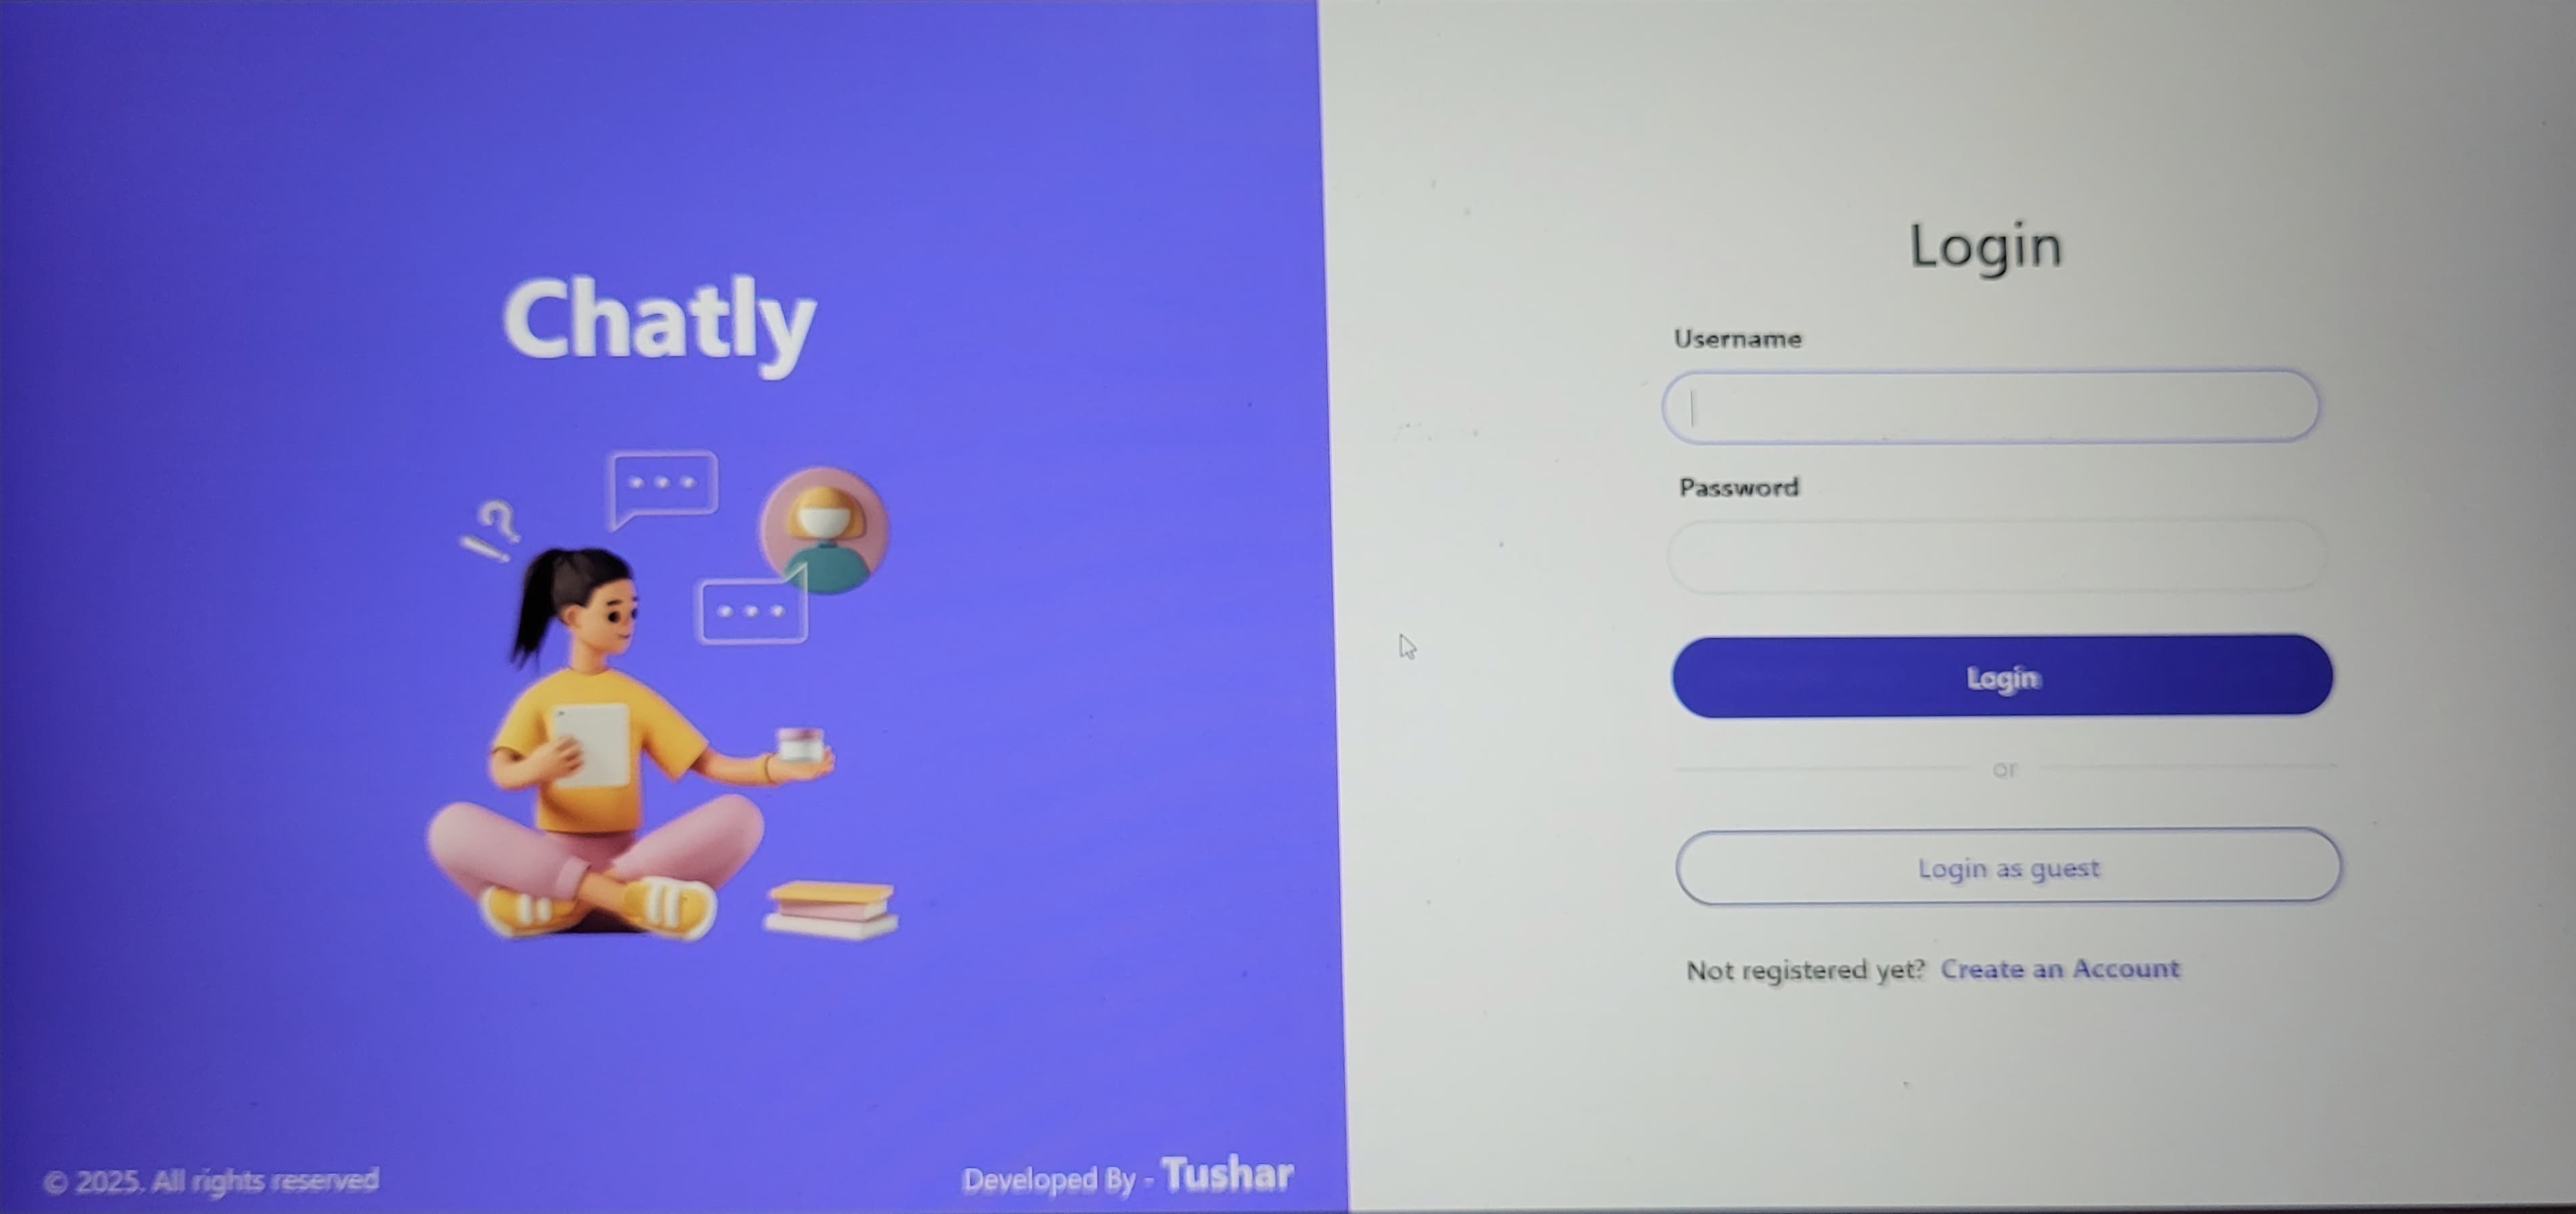 Chatly
!?
© 2025. All rights reserved
Developed By - Tushar
Login
Username
Password
Login
or
Login as guest
Not registered yet? Create an Account